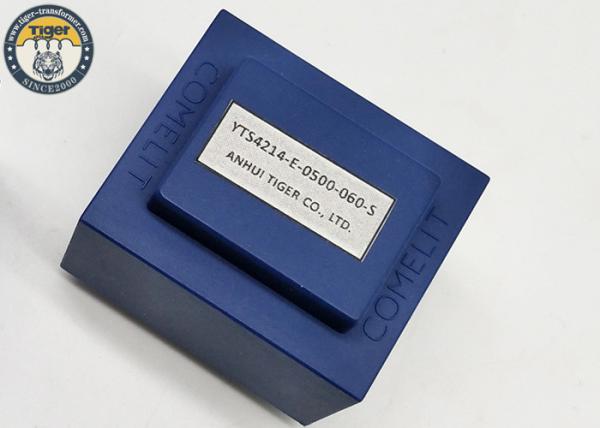 www.tiger-transformer.com
Tiger
SINCE2000
COMELIT
YTS4214-E-0500-060-S
ANHUI TIGER CO., LTD.
COMELIT